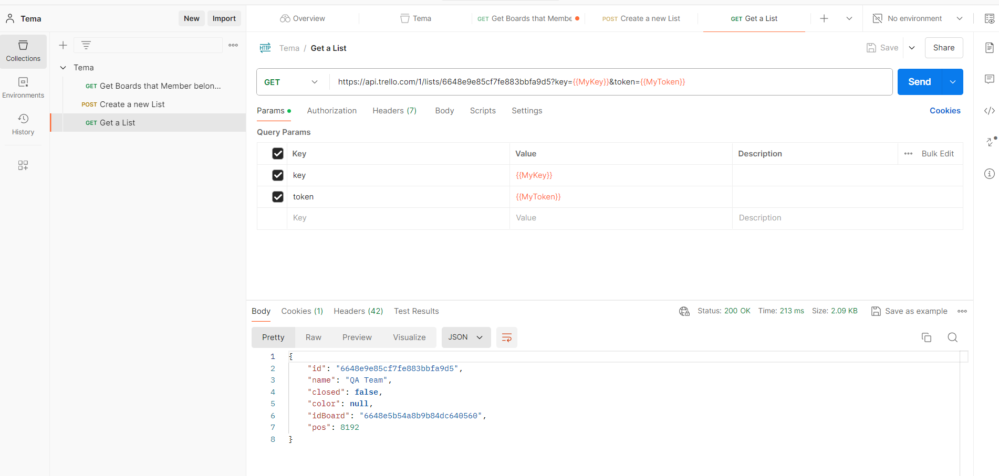 Tema
New
Import
Overview
Tema
GET Get Boards that Membe
POST Create a new List
GET Get a List
No environment
Collections
Environments
History
Tema
GET Get Boards that Member belon...
POST Create a new List
GET Get a List
HTTP Tema / Get a List
Save
Share
GET
https://api.trello.com/1/lists/6648e9e85cf7fe883bbfa9d5?key={{MyKey}}&token={{MyToken}}
Send
Params
Authorization
Headers (7)
Body
Scripts
Settings
Cookies
Query Params
Key Value Description Bulk Edit
key {{MyKey}}
token {{MyToken}}
Key Value Description
Body
Cookies (1)
Headers (42)
Test Results
Status: 200 OK Time: 213 ms Size: 2.09 KB
Save as example
Pretty
Raw
Preview
Visualize
JSON
1 {
2 "id": "6648e9e85cf7fe883bbfa9d5",
3 "name": "QA Team",
4 "closed": false,
5 "color": null,
6 "idBoard": "6648e5b54a8b9b84dc640560",
7 "pos": 8192
8 }